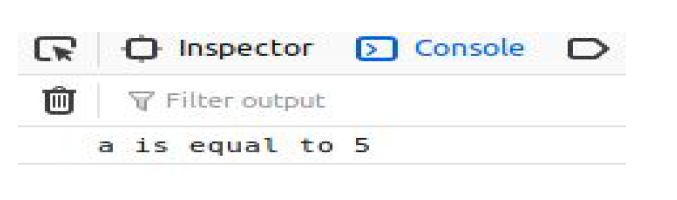 Inspector Console
Filter output
a is equal to 5